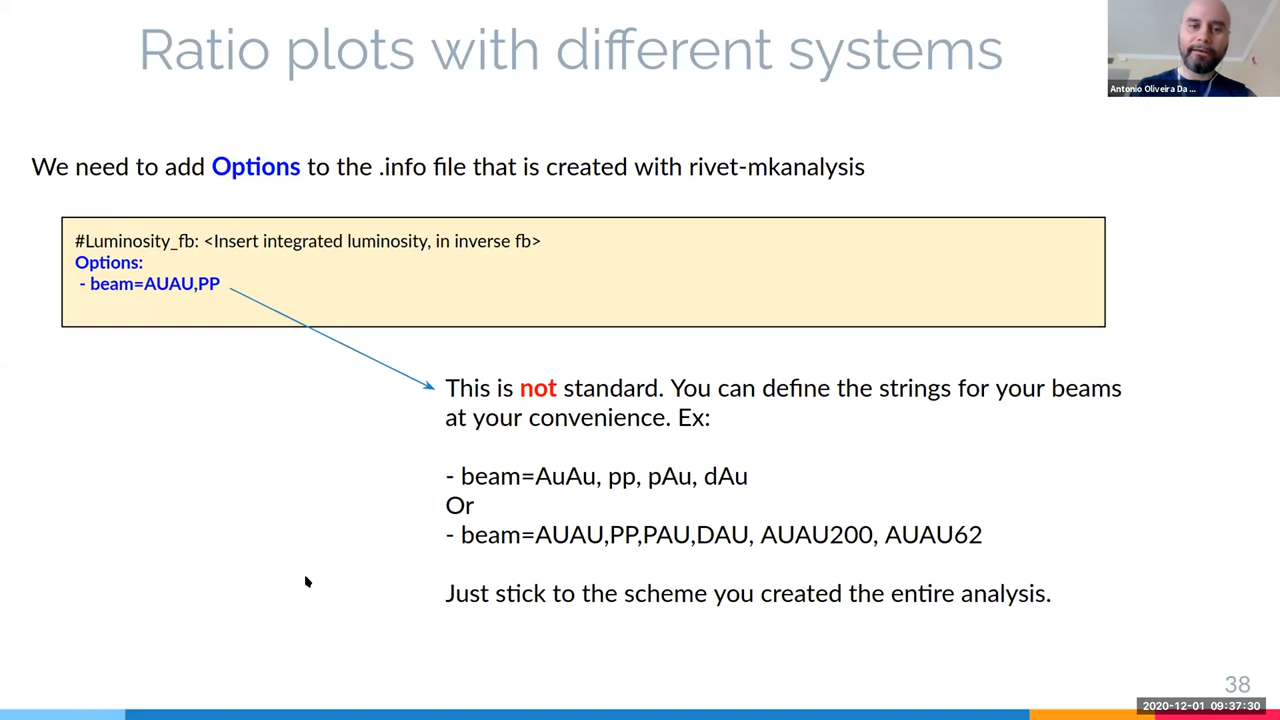 Ratio plots with different systems
Antonio Oliveira Da ...
We need to add Options to the .info file that is created with rivet-mkanalysis
#Luminosity_fb: <Insert integrated luminosity, in inverse fb>
Options:
- beam=AUAU,PP
This is not standard. You can define the strings for your beams
at your convenience. Ex:
- beam=AuAu, pp, pAu, dAu
Or
- beam=AUAU,PP,PAU,DAU, AUAU200, AUAU62
Just stick to the scheme you created the entire analysis.
38
2020-12-01 09:37:30